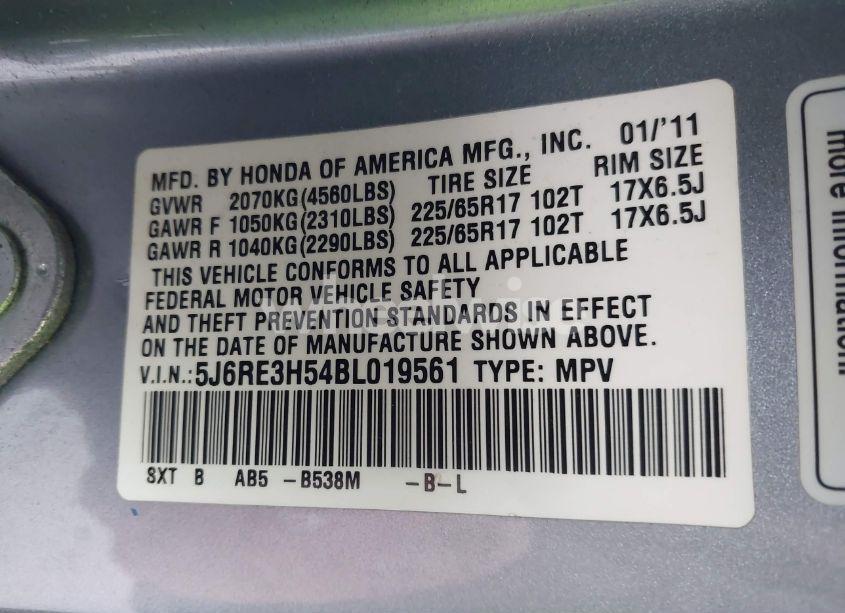 MFD. BY HONDA OF AMERICA MFG., INC. 01/'11
GVWR 2070KG(4560LBS) TIRE SIZE RIM SIZE
GAWR F 1050KG(2310LBS) 225/65R17 102T 17X6.5J
GAWR R 1040KG(2290LBS) 225/65R17 102T 17X6.5J
THIS VEHICLE CONFORMS TO ALL APPLICABLE
FEDERAL MOTOR VEHICLE SAFETY
AND THEFT PREVENTION STANDARDS IN EFFECT
ON THE DATE OF MANUFACTURE SHOWN ABOVE.
V.I.N.: 5J6RE3H54BL019561 TYPE: MPV
SXT B AB5 -B538M -B-L
more information...